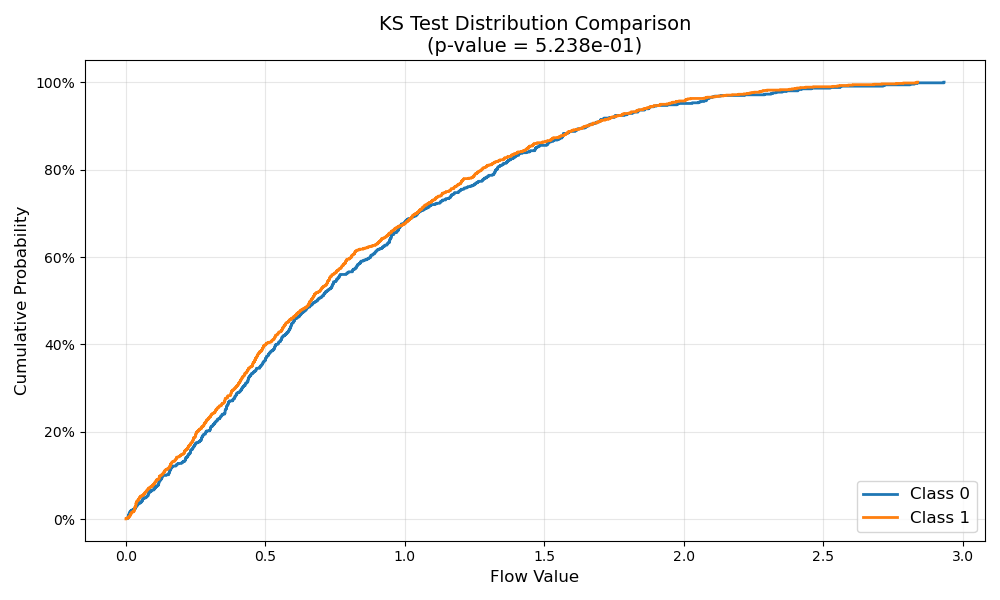 KS Test Distribution Comparison
(p-value = 5.238e-01)
Cumulative Probability
100%
80%
60%
40%
20%
0%
0.0 0.5 1.0 1.5 2.0 2.5 3.0
Flow Value
Class 0
Class 1